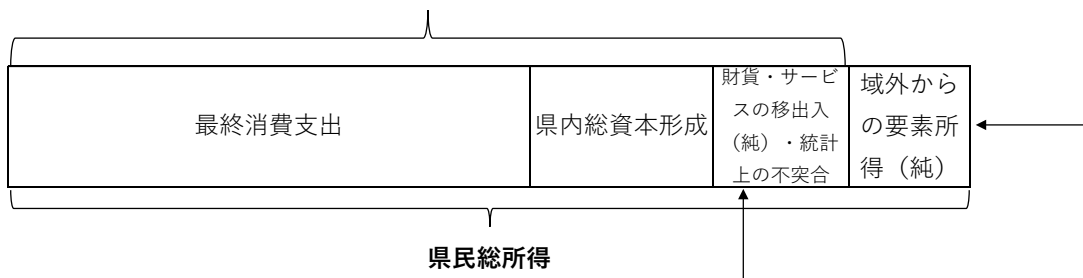 最終消費支出
県内総資本形成
財貨・サービ
スの移出入
（純）・統計
上の不突合
域外から
の要素所
得（純）
県民総所得